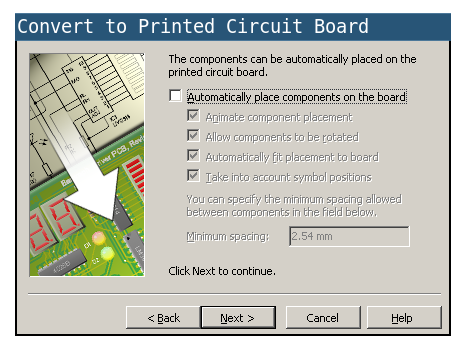 Convert to Printed Circuit Board
The components can be automatically placed on the
printed circuit board.
Automatically place components on the board
Animate component placement
Allow components to be rotated
Automatically fit placement to board
Take into account symbol positions
You can specify the minimum spacing allowed
between components in the field below.
Minimum spacing: 2.54 mm
Click Next to continue.
< Back Next > Cancel Help
D1
D2